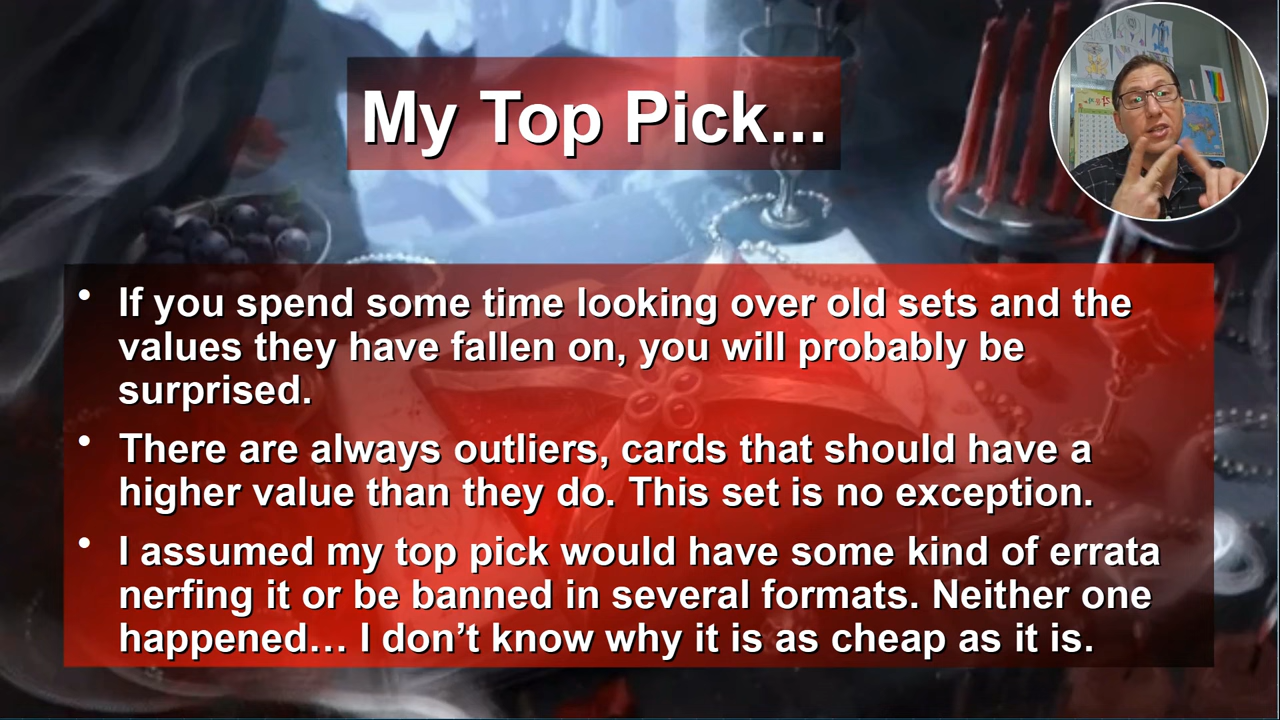 My Top Pick...
• If you spend some time looking over old sets and the
values they have fallen on, you will probably be
surprised.
• There are always outliers, cards that should have a
higher value than they do. This set is no exception.
• I assumed my top pick would have some kind of errata
nerfing it or be banned in several formats. Neither one
happened… I don’t know why it is as cheap as it is.